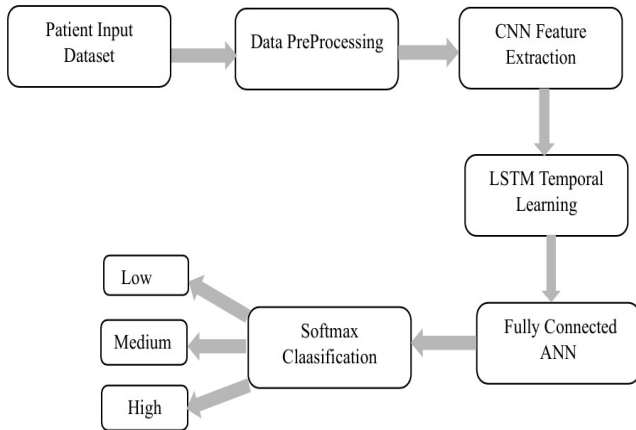 Patient Input
Dataset
Data PreProcessing
CNN Feature
Extraction
LSTM Temporal
Learning
Fully Connected
ANN
Softmax
Claasification
Low
Medium
High